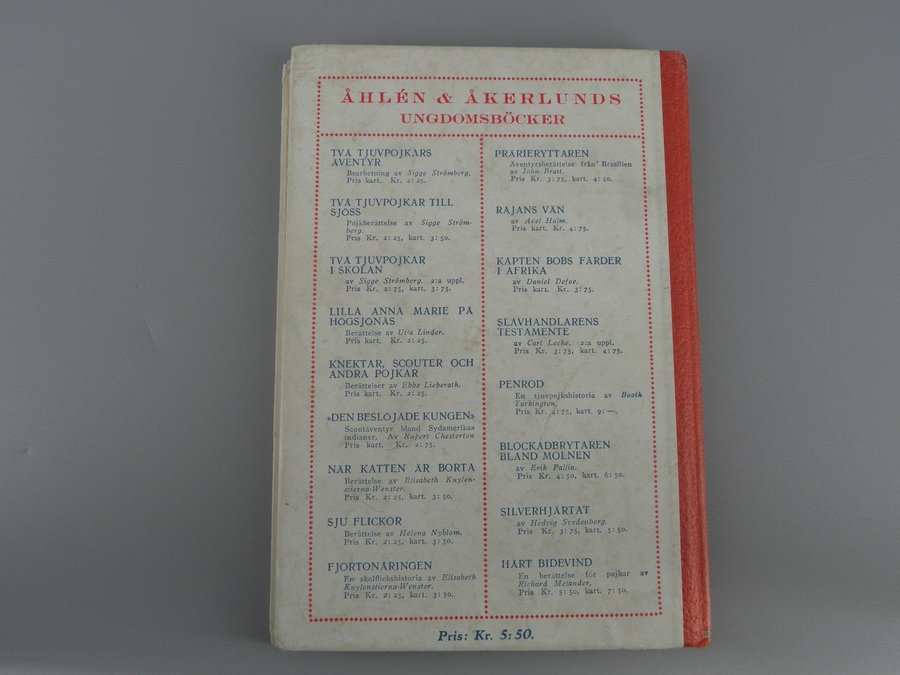 ÅHLÉN & ÅKERLUNDS
UNGDOMSBÖCKER
TVÅ TJUVPOJKARS
ÄVENTYR
Bearbetning av Sigge Strömberg.
Pris kart. Kr. 2:25.
TVÅ TJUVPOJKAR TILL
SJÖSS
Pojkberättelse av Sigge Ström-
berg.
Pris Kr. 2:25, kart. 3:50.
TVÅ TJUVPOJKAR
I SKOLAN
av Sigge Strömberg. 2:a uppl.
Pris Kr. 2:75, kart. 3:75.
LILLA ANNA MARIE PÅ
HÖGSJÖNÄS
Berättelse av Ulla Linder.
Pris kart. Kr. 2:25.
KNEKTAR, SCOUTER OCH
ANDRA POJKAR
Berättelser av Ebbe Lieberath.
Pris kart. Kr. 2:25.
»DEN BESLÖJADE KUNGEN»
Scoutäventyr bland Sydamerikas
indianer. Av Rupert Chesterton
Pris kart. Kr. 2:75.
NÄR KATTEN ÄR BORTA
Berättelse av Elisabeth Kuylen-
stierna-Wenster.
Pris Kr. 2:25, kart. 3:50.
SJU FLICKOR
Berättelse av Helena Nyblom.
Pris Kr. 2:25, kart. 3:50.
FJORTONÅRINGEN
En skolflickshistoria av Elisabeth
Kuylenstierna-Wenster.
Pris Kr. 2:25, kart. 3:50.
PRÄRIERYTTAREN
Äventyrsberättelse från Brasilien
av John Bratt.
Pris Kr. 3:75, kart. 4:50.
RAJANS VÄN
av Axel Holm.
Pris kart. Kr. 4:75.
KAPTEN BOBS FÄRDER
I AFRIKA
av Daniel Defoe.
Pris kart. Kr. 3:75.
SLAVHANDLARENS
TESTAMENTE
av Carl Leche. 2:a uppl.
Pris Kr. 3:75, kart. 4:75.
PENROD
En tjuvpojkshistoria av Booth
Tarkington.
Pris Kr. 4:75, kart. 9:—.
BLOCKADBRYTAREN
BLAND MOLNEN
av Erik Pallin.
Pris Kr. 4:50, kart. 6:50.
SILVERHJÄRTAT
av Hedvig Svedenborg.
Pris Kr. 3:75, kart. 5:50.
HÅRT BIDEVIND
En berättelse för pojkar av
Richard Melander.
Pris Kr. 5:50, kart. 7:50.
Pris: Kr. 5:50.